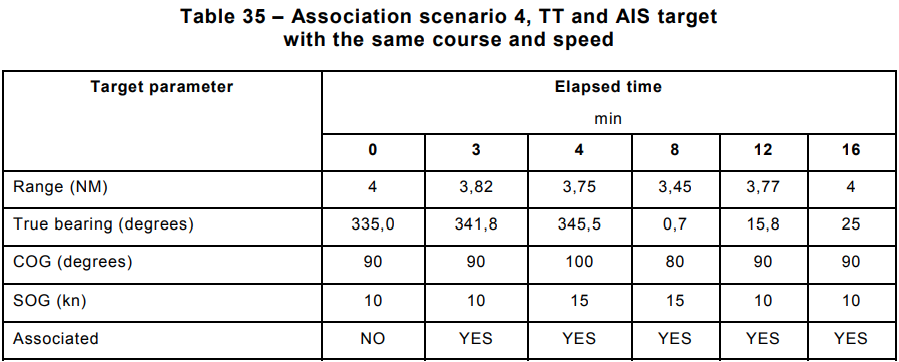 Table 35 – Association scenario 4, TT and AIS target
with the same course and speed
Target parameter Elapsed time
min
0 3 4 8 12 16
Range (NM) 4 3,82 3,75 3,45 3,77 4
True bearing (degrees) 335,0 341,8 345,5 0,7 15,8 25
COG (degrees) 90 90 100 80 90 90
SOG (kn) 10 10 15 15 10 10
Associated NO YES YES YES YES YES